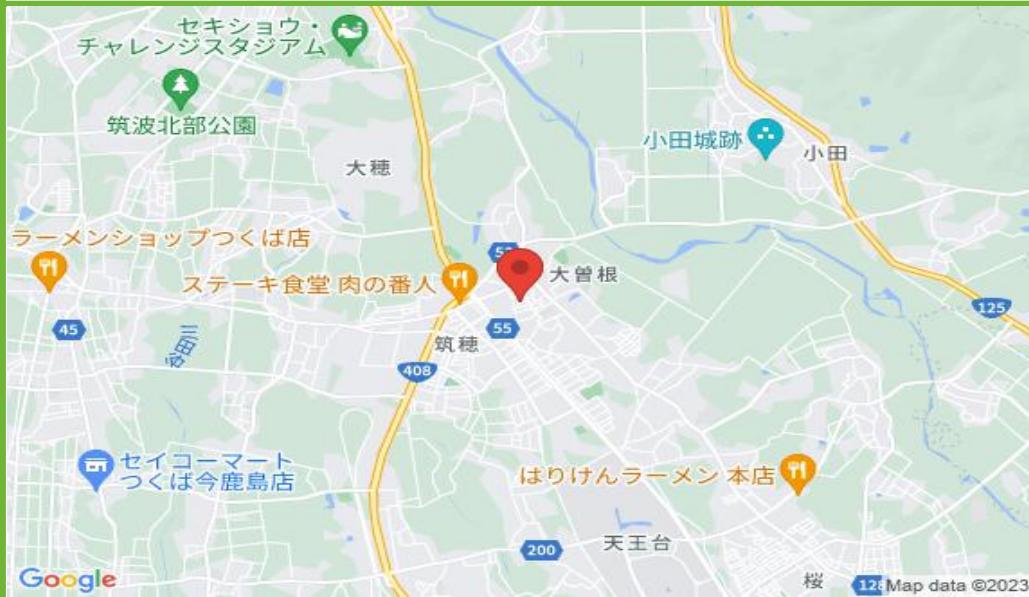 セキショウ・
チャレンジスタジアム
筑波北部公園
大穂
小田城跡
小田
ラーメンショップつくば店
ステーキ食堂 肉の番人
大曽根
125
45
55
筑穂
408
セイコーマート
つくば今鹿島店
はりけんラーメン 本店
200
天王台
桜
Google
Map data ©2023